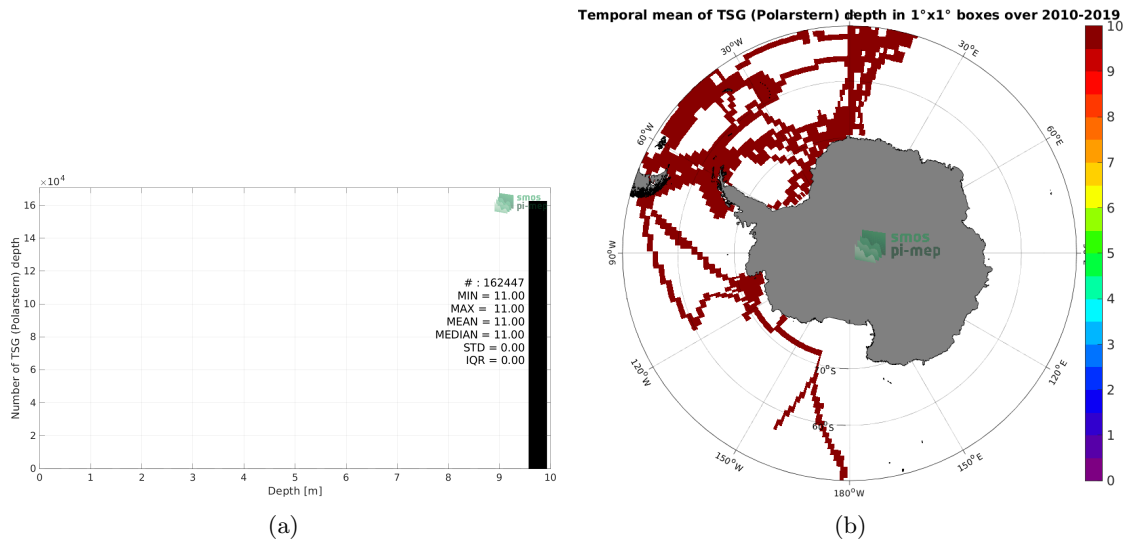 Temporal mean of TSG (Polarstern) depth in 1°x1° boxes over 2010-2019
×10⁴
16
14
12
10
8
6
4
2
0
Number of TSG (Polarstern) depth
smos
pi-mep
# : 162447
MIN = 11.00
MAX = 11.00
MEAN = 11.00
MEDIAN = 11.00
STD = 0.00
IQR = 0.00
0 1 2 3 4 5 6 7 8 9 10
Depth [m]
(a)
30°W
30°E
60°W
60°E
90°W
120°W
120°E
150°W
150°E
180°W
70°S
60°S
smos
pi-mep
10
9
8
7
6
5
4
3
2
1
0
(b)